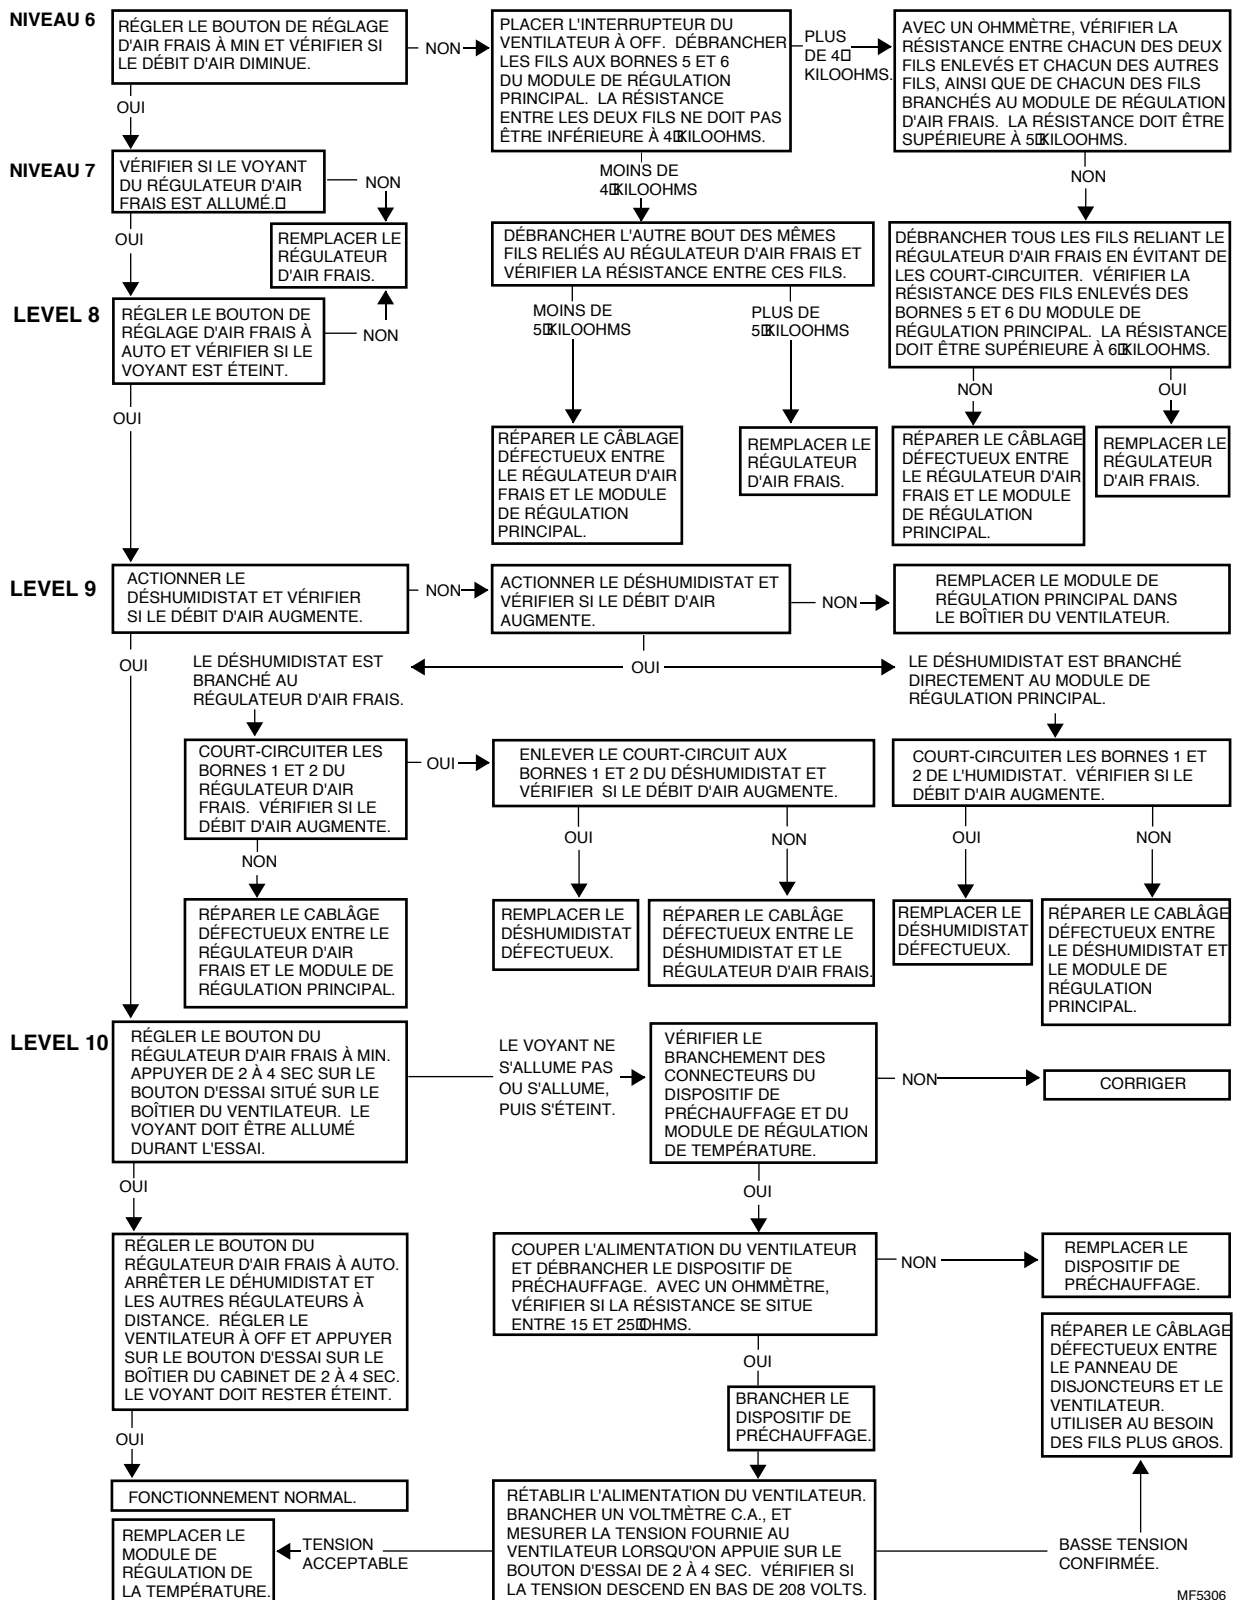 NIVEAU 6
RÉGLER LE BOUTON DE RÉGLAGE
D'AIR FRAIS À MIN ET VÉRIFIER SI
LE DÉBIT D'AIR DIMINUE.
NON
PLACER L'INTERRUPTEUR DU
VENTILATEUR À OFF. DÉBRANCHER
LES FILS AUX BORNES 5 ET 6
DU MODULE DE RÉGULATION
PRINCIPAL. LA RÉSISTANCE
ENTRE LES DEUX FILS NE DOIT PAS
ÊTRE INFÉRIEURE À 4□KILOOHMS.
PLUS
DE 4□
KILOOHMS.
AVEC UN OHMMÈTRE, VÉRIFIER LA
RÉSISTANCE ENTRE CHACUN DES DEUX
FILS ENLEVÉS ET CHACUN DES AUTRES
FILS, AINSI QUE DE CHACUN DES FILS
BRANCHÉS AU MODULE DE RÉGULATION
D'AIR FRAIS. LA RÉSISTANCE DOIT ÊTRE
SUPÉRIEURE À 5□KILOOHMS.
OUI
MOINS DE
4□KILOOHMS
NON
NIVEAU 7
VÉRIFIER SI LE VOYANT
DU RÉGULATEUR D'AIR
FRAIS EST ALLUMÉ.□
NON
REMPLACER LE
RÉGULATEUR
D'AIR FRAIS.
OUI
DÉBRANCHER L'AUTRE BOUT DES MÊMES
FILS RELIÉS AU RÉGULATEUR D'AIR FRAIS ET
VÉRIFIER LA RÉSISTANCE ENTRE CES FILS.
DÉBRANCHER TOUS LES FILS RELIANT LE
RÉGULATEUR D'AIR FRAIS EN ÉVITANT DE
LES COURT-CIRCUITER. VÉRIFIER LA
RÉSISTANCE DES FILS ENLEVÉS DES
BORNES 5 ET 6 DU MODULE DE
RÉGULATION PRINCIPAL. LA RÉSISTANCE
DOIT ÊTRE SUPÉRIEURE À 6□KILOOHMS.
LEVEL 8
RÉGLER LE BOUTON DE
RÉGLAGE D'AIR FRAIS À
AUTO ET VÉRIFIER SI LE
VOYANT EST ÉTEINT.
NON
MOINS DE
5□KILOOHMS
PLUS DE
5□KILOOHMS
NON
OUI
OUI
RÉPARER LE CÂBLAGE
DÉFECTUEUX ENTRE
LE RÉGULATEUR D'AIR
FRAIS ET LE MODULE
DE RÉGULATION
PRINCIPAL.
REMPLACER LE
RÉGULATEUR
D'AIR FRAIS.
RÉPARER LE CÂBLAGE
DÉFECTUEUX ENTRE
LE RÉGULATEUR D'AIR
FRAIS ET LE MODULE
DE RÉGULATION
PRINCIPAL.
REMPLACER LE
RÉGULATEUR
D'AIR FRAIS.
LEVEL 9
ACTIONNER LE
DÉSHUMIDISTAT ET VÉRIFIER
SI LE DÉBIT D'AIR AUGMENTE.
NON
ACTIONNER LE DÉSHUMIDISTAT ET
VÉRIFIER SI LE DÉBIT D'AIR
AUGMENTE.
NON
REMPLACER LE MODULE DE
RÉGULATION PRINCIPAL DANS
LE BOÎTIER DU VENTILATEUR.
OUI
LE DÉSHUMIDISTAT EST
BRANCHÉ AU
RÉGULATEUR D'AIR FRAIS.
OUI
LE DÉSHUMIDISTAT EST BRANCHÉ
DIRECTEMENT AU MODULE DE
RÉGULATION PRINCIPAL.
COURT-CIRCUITER LES
BORNES 1 ET 2 DU
RÉGULATEUR D'AIR
FRAIS. VÉRIFIER SI LE
DÉBIT D'AIR AUGMENTE.
OUI
ENLEVER LE COURT-CIRCUIT AUX
BORNES 1 ET 2 DU DÉSHUMIDISTAT ET
VÉRIFIER SI LE DÉBIT D'AIR AUGMENTE.
COURT-CIRCUITER LES BORNES 1 ET
2 DE L'HUMIDISTAT. VÉRIFIER SI LE
DÉBIT D'AIR AUGMENTE.
NON
OUI
NON
OUI
NON
RÉPARER LE CABLÂGE
DÉFECTUEUX ENTRE LE
RÉGULATEUR D'AIR
FRAIS ET LE MODULE DE
RÉGULATION PRINCIPAL.
REMPLACER LE
DÉSHUMIDISTAT
DÉFECTUEUX.
RÉPARER LE CABLÂGE
DÉFECTUEUX ENTRE LE
DÉSHUMIDISTAT ET LE
RÉGULATEUR D'AIR FRAIS.
REMPLACER LE
DÉSHUMIDISTAT
DÉFECTUEUX.
RÉPARER LE CABLÂGE
DÉFECTUEUX ENTRE
LE DÉSHUMIDISTAT ET
LE MODULE DE
RÉGULATION
PRINCIPAL.
LEVEL 10
RÉGLER LE BOUTON DU
RÉGULATEUR D'AIR FRAIS À MIN.
APPUYER DE 2 À 4 SEC SUR LE
BOUTON D'ESSAI SITUÉ SUR LE
BOÎTIER DU VENTILATEUR. LE
VOYANT DOIT ÊTRE ALLUMÉ
DURANT L'ESSAI.
LE VOYANT NE
S'ALLUME PAS
OU S'ALLUME,
PUIS S'ÉTEINT.
VÉRIFIER LE
BRANCHEMENT DES
CONNECTEURS DU
DISPOSITIF DE
PRÉCHAUFFAGE ET DU
MODULE DE RÉGULATION
DE TEMPÉRATURE.
NON
CORRIGER
OUI
OUI
RÉGLER LE BOUTON DU
RÉGULATEUR D'AIR FRAIS À AUTO.
ARRÊTER LE DÉHUMIDISTAT ET
LES AUTRES RÉGULATEURS À
DISTANCE. RÉGLER LE
VENTILATEUR À OFF ET APPUYER
SUR LE BOUTON D'ESSAI SUR LE
BOÎTIER DU CABINET DE 2 À 4 SEC.
LE VOYANT DOIT RESTER ÉTEINT.
COUPER L'ALIMENTATION DU VENTILATEUR
ET DÉBRANCHER LE DISPOSITIF DE
PRÉCHAUFFAGE. AVEC UN OHMMÈTRE,
VÉRIFIER SI LA RÉSISTANCE SE SITUE
ENTRE 15 ET 25□OHMS.
NON
REMPLACER LE
DISPOSITIF DE
PRÉCHAUFFAGE.
OUI
BRANCHER LE
DISPOSITIF DE
PRÉCHAUFFAGE.
RÉPARER LE CÂBLAGE
DÉFECTUEUX ENTRE
LE PANNEAU DE
DISJONCTEURS ET LE
VENTILATEUR.
UTILISER AU BESOIN
DES FILS PLUS GROS.
OUI
FONCTIONNEMENT NORMAL.
REMPLACER LE
MODULE DE
RÉGULATION DE
LA TEMPÉRATURE.
TENSION
ACCEPTABLE
RÉTABLIR L'ALIMENTATION DU VENTILATEUR.
BRANCHER UN VOLTMÈTRE C.A., ET
MESURER LA TENSION FOURNIE AU
VENTILATEUR LORSQU'ON APPUIE SUR LE
BOUTON D'ESSAI DE 2 À 4 SEC. VÉRIFIER SI
LA TENSION DESCEND EN BAS DE 208 VOLTS.
BASSE TENSION
CONFIRMÉE.
MF5306